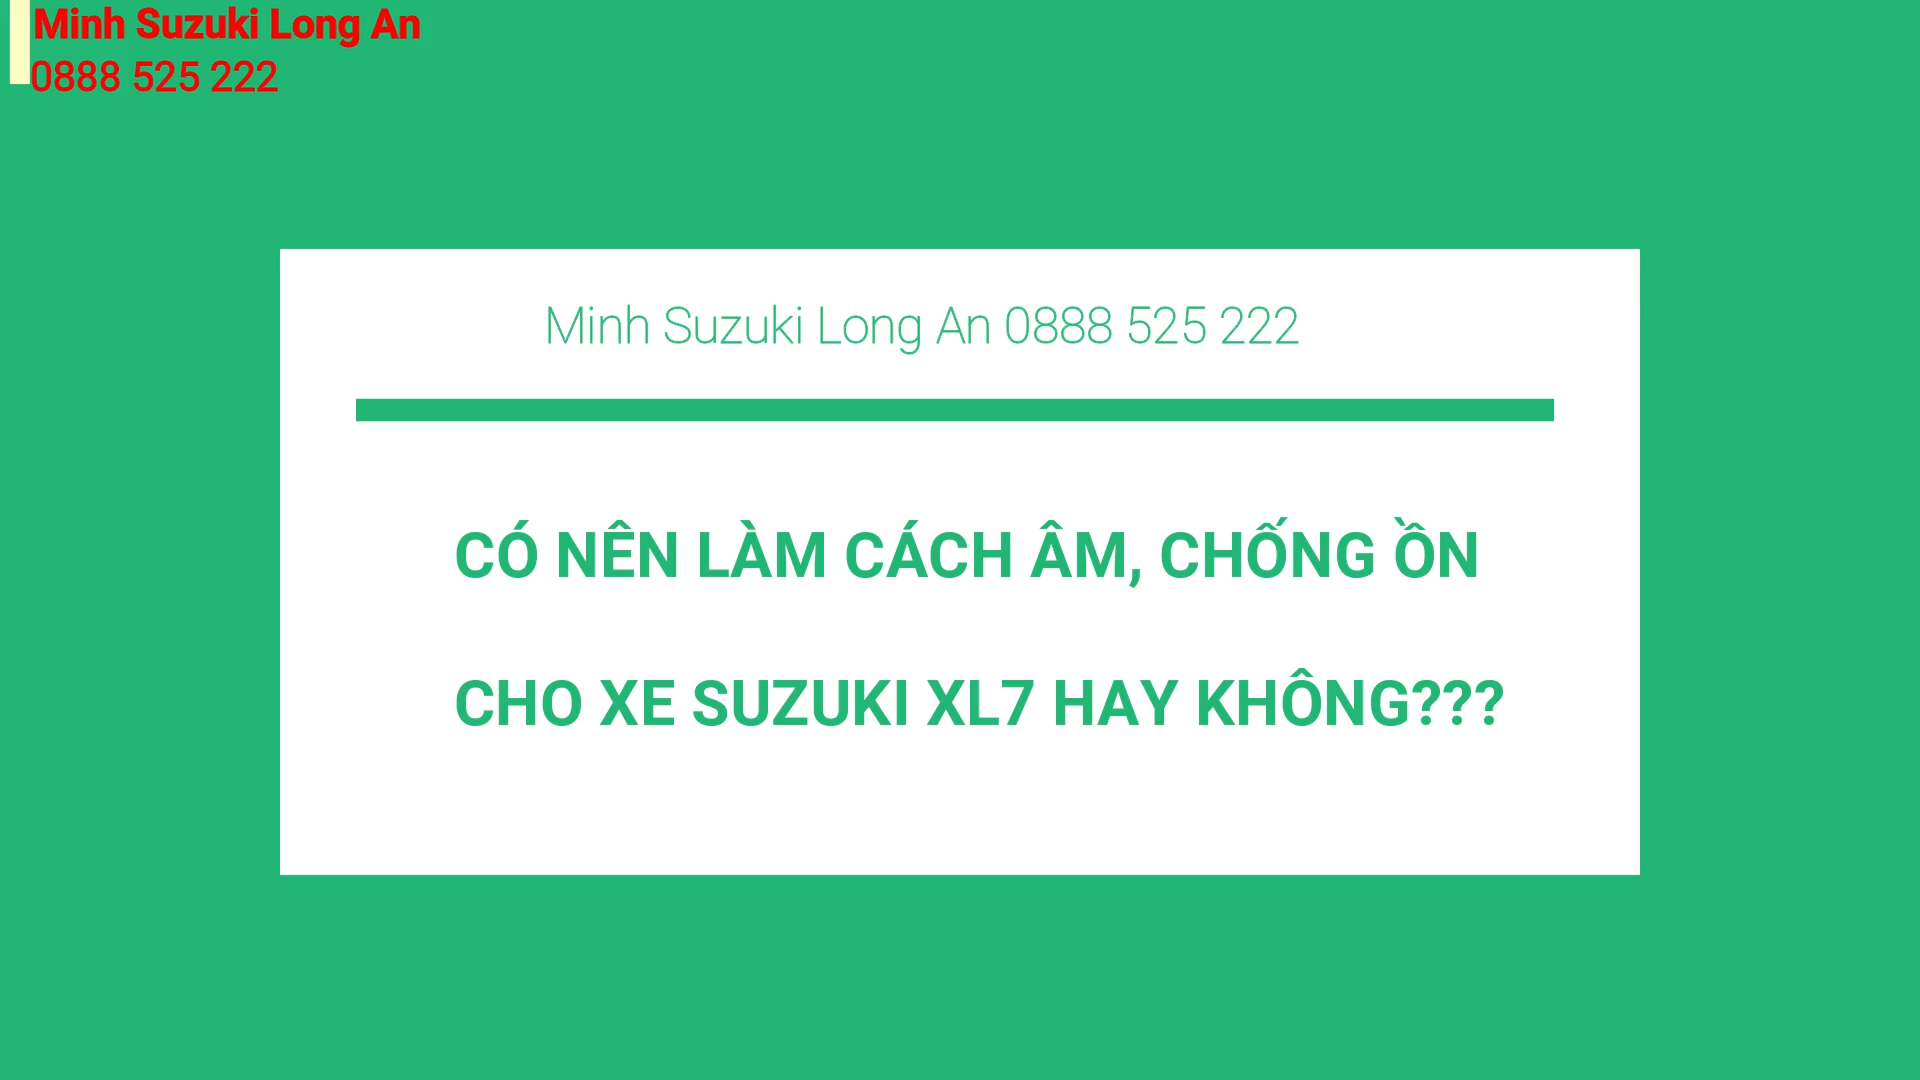 Minh Suzuki Long An
0888 525 222
Minh Suzuki Long An 0888 525 222
CÓ NÊN LÀM CÁCH ÂM, CHỐNG ỒN
CHO XE SUZUKI XL7 HAY KHÔNG???